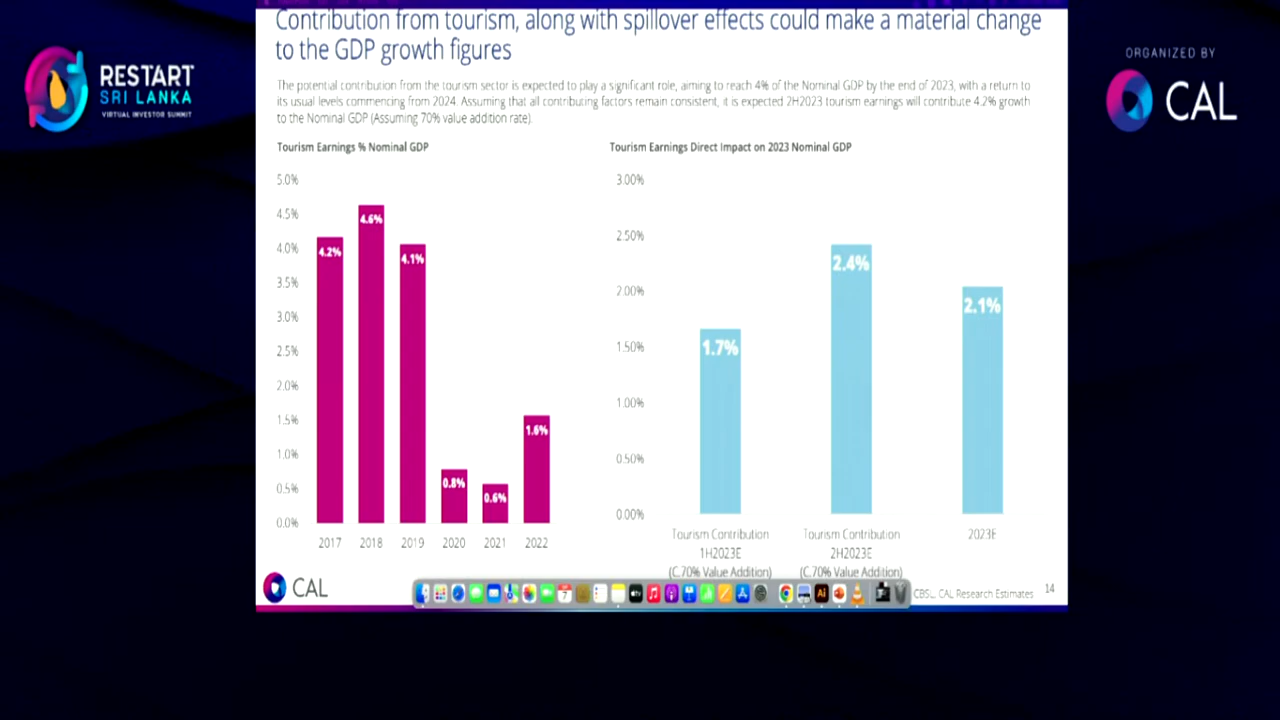 Contribution from tourism, along with spillover effects could make a material change
to the GDP growth figures
RESTART
SRI LANKA
VIRTUAL INVESTOR SUMMIT
ORGANIZED BY
CAL
The potential contribution from the tourism sector is expected to play a significant role, aiming to reach 4% of the Nominal GDP by the end of 2023, with a return to
its usual levels commencing from 2024. Assuming that all contributing factors remain consistent, it is expected 2H2023 tourism earnings will contribute 4.2% growth
to the Nominal GDP (Assuming 70% value addition rate).
Tourism Earnings % Nominal GDP
5.0%
4.5%
4.0%
3.5%
3.0%
2.5%
2.0%
1.5%
1.0%
0.5%
0.0%
4.2%
4.6%
4.1%
0.8%
0.6%
1.6%
2017 2018 2019 2020 2021 2022
Tourism Earnings Direct Impact on 2023 Nominal GDP
3.00%
2.50%
2.00%
1.50%
1.00%
0.50%
0.00%
1.7%
2.4%
2.1%
Tourism Contribution
1H2023E
(C.70% Value Addition)
Tourism Contribution
2H2023E
(C.70% Value Addition)
2023E
CAL
7
tv
Ai
CBSL, CAL Research Estimates
14